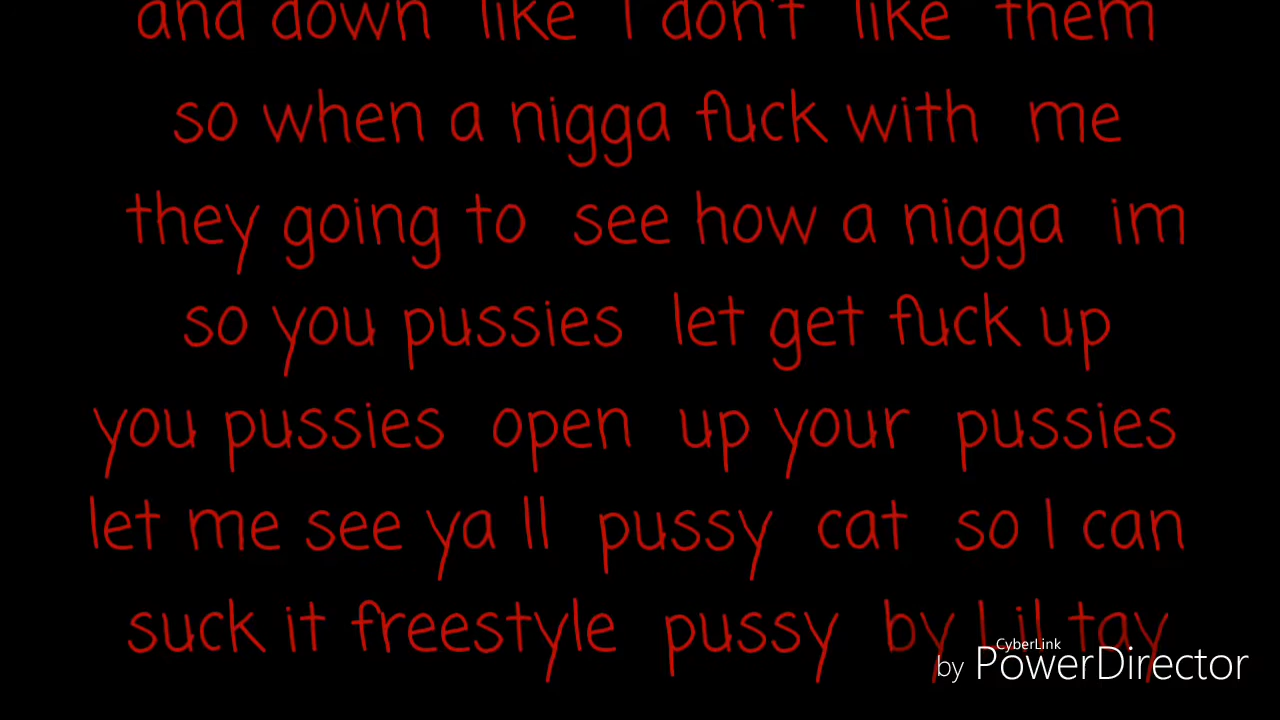 and down like I don't like them
so when a nigga fuck with me
they going to see how a nigga im
so you pussies let get fuck up
you pussies open up your pussies
let me see ya ll pussy cat so I can
suck it freestyle pussy by Lil tay
CyberLink
by PowerDirector